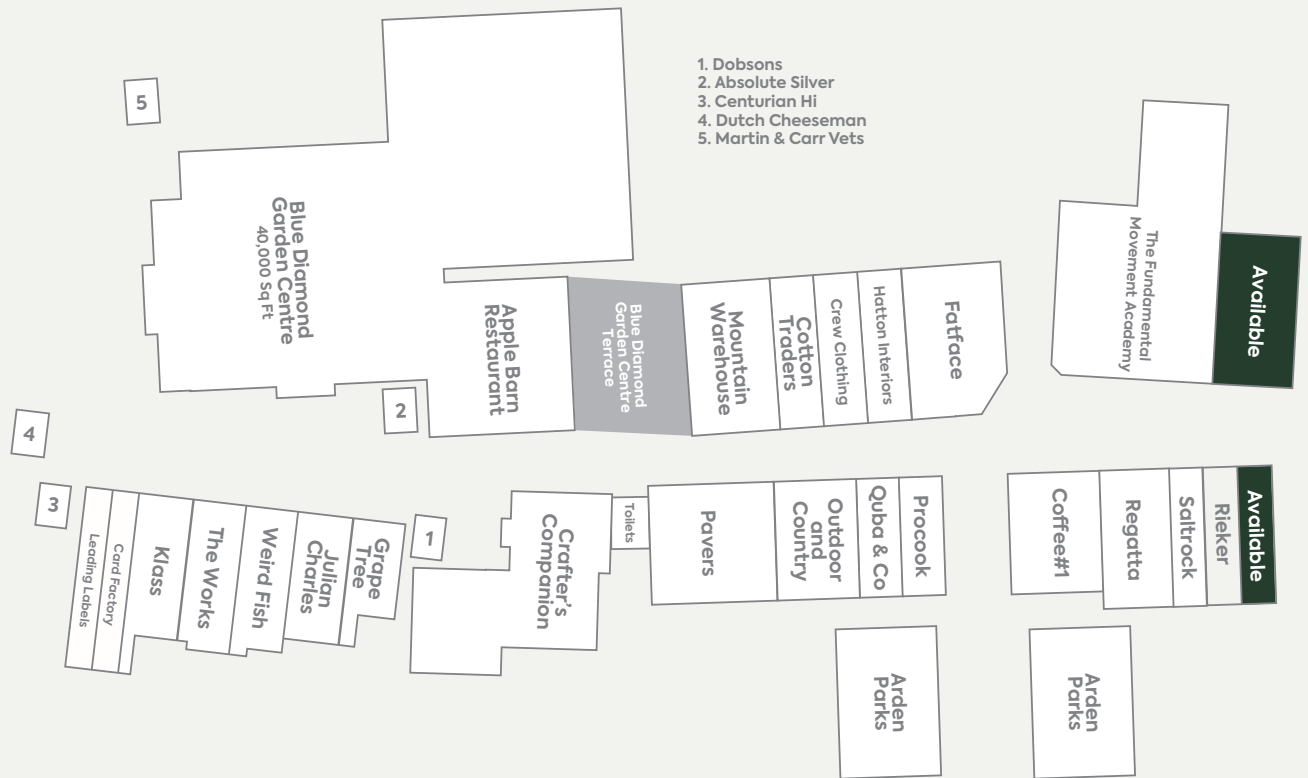 1. Dobsons
2. Absolute Silver
3. Centurian Hi
4. Dutch Cheeseman
5. Martin & Carr Vets
5
Blue Diamond
Garden Centre
40,000 Sq Ft
4
3
2
1
Apple Barn
Restaurant
Blue Diamond
Garden Centre
Terrace
Mountain
Warehouse
Cotton
Traders
Crew Clothing
Hatton Interiors
Fatface
The Fundamental
Movement Academy
Available
Leading Labels
Card Factory
Klass
The Works
Weird Fish
Julian
Charles
Grape
Tree
Crafter's
Companion
Toilets
Pavers
Outdoor
and
Country
Quba & Co
Procook
Coffee#1
Regatta
Saltrock
Rieker
Available
Arden
Parks
Arden
Parks